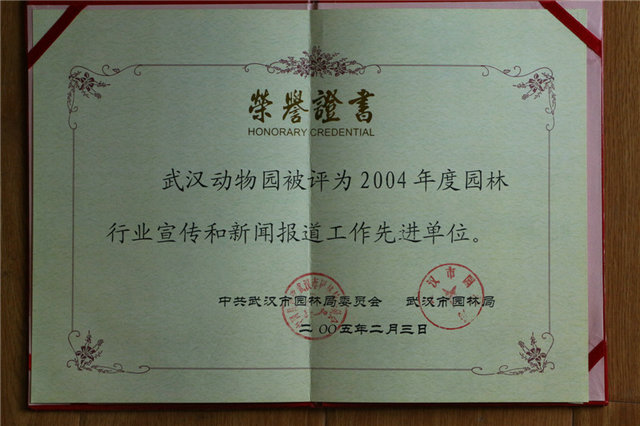 榮譽證書
HONORARY CREDENTIAL
武汉动物园被评为2004年度园林
行业宣传和新闻报道工作先进单位。
中共武汉市园林局委员会 武汉市园林局
二〇〇五年二月三日